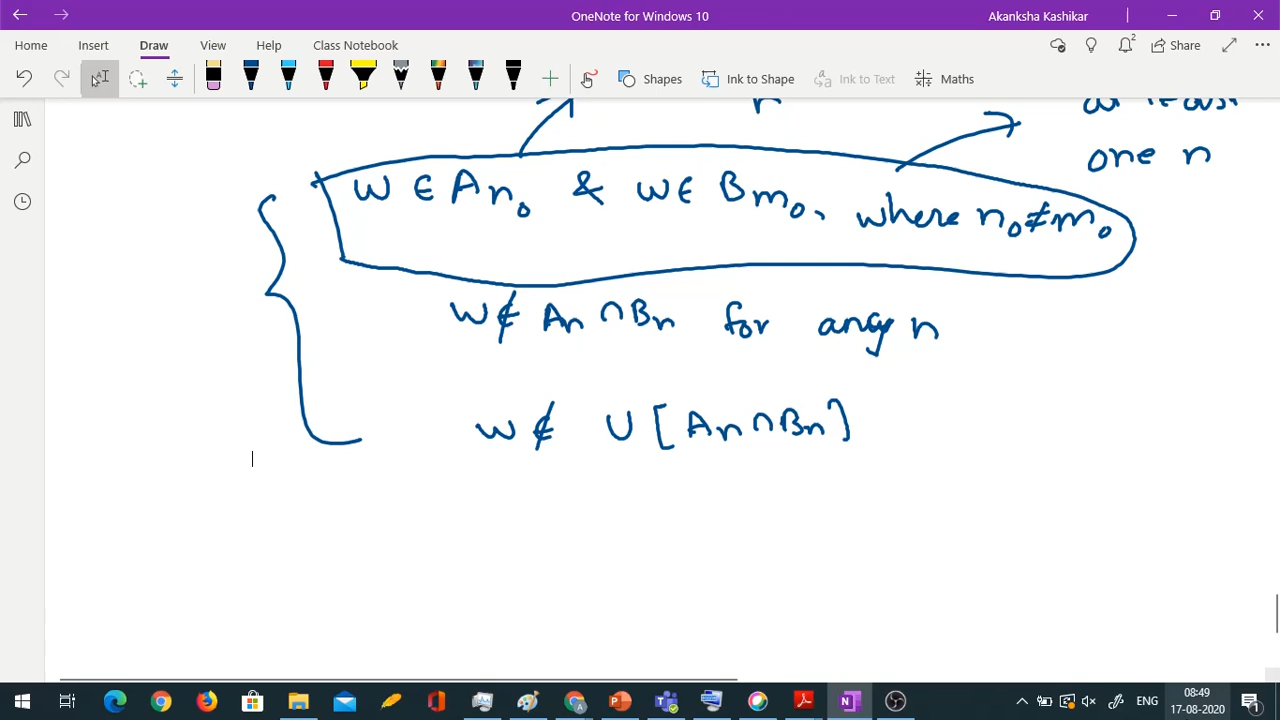 OneNote for Windows 10
Akanksha Kashikar
Home Insert Draw View Help Class Notebook
Share
Shapes
Ink to Shape
Ink to Text
Maths
n
at least
one n
w ∈ An₀ & w ∈ Bm₀, where n₀ ≠ m₀
w ∉ An ∩ Bn for any n
w ∉ ∪ [An ∩ Bn]
ENG
08:49
17-08-2020